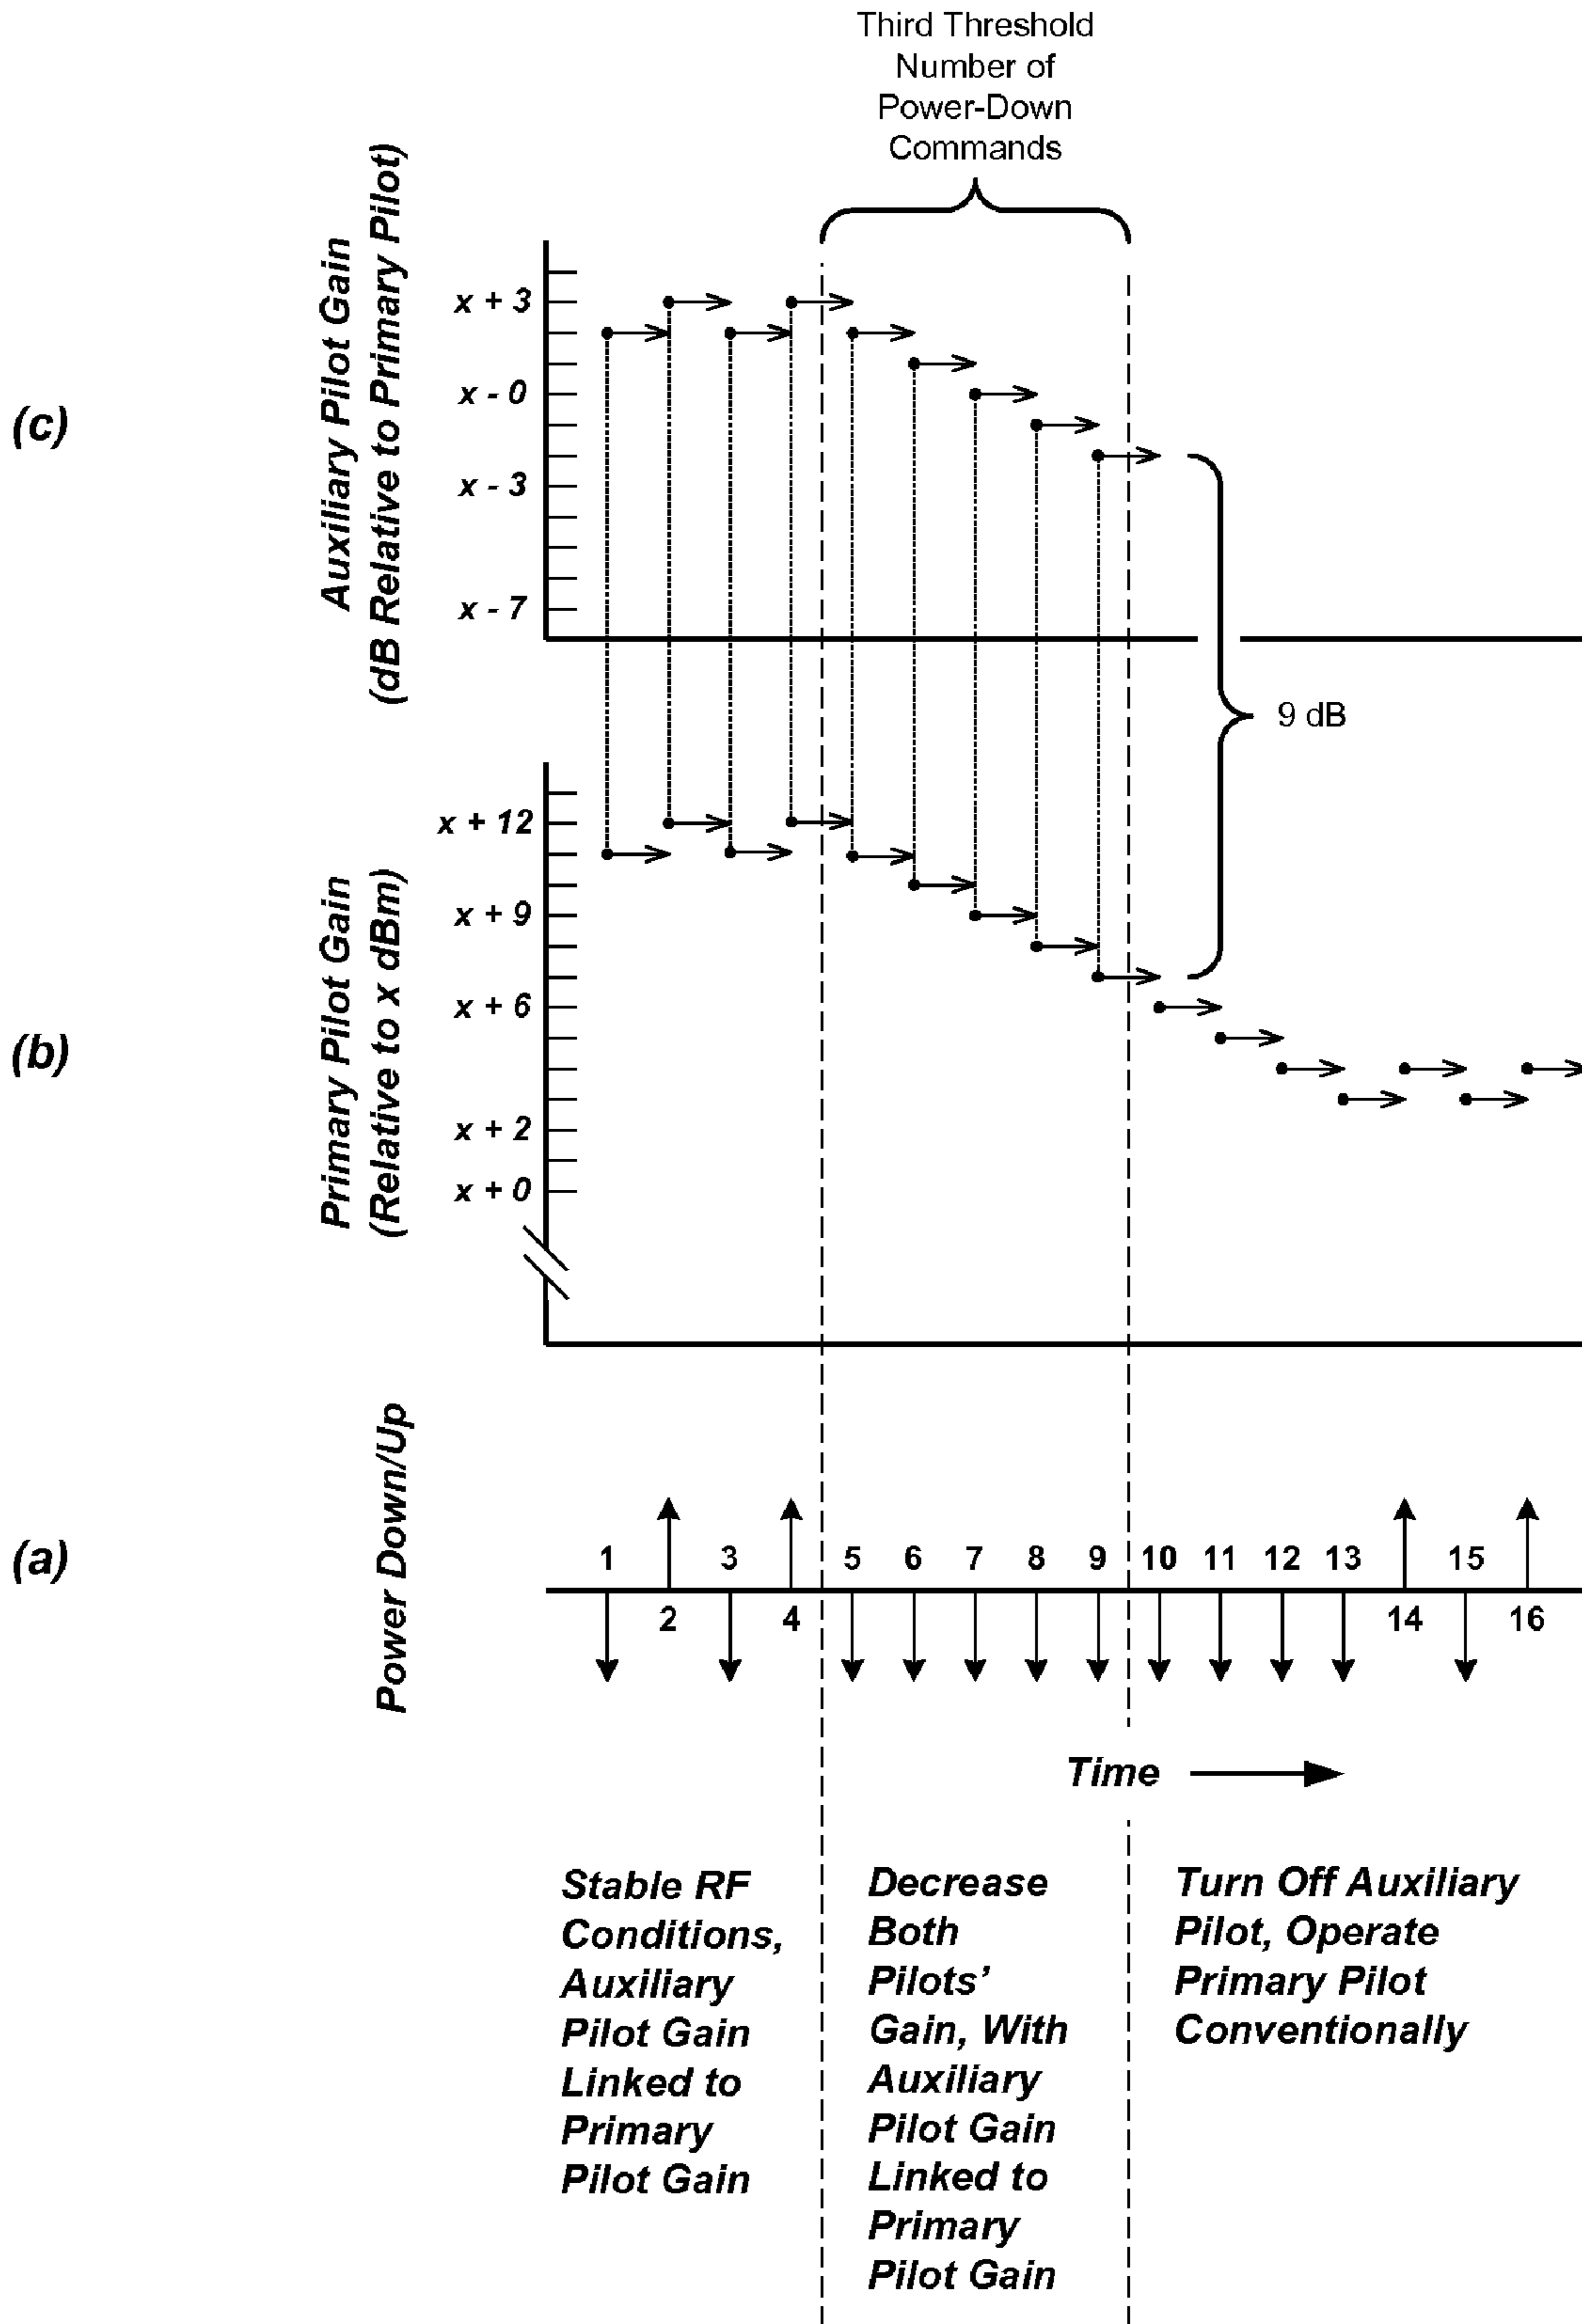 Third Threshold
Number of
Power-Down
Commands
(c)
Auxiliary Pilot Gain
(dB Relative to Primary Pilot)
x + 3
x - 0
x - 3
x - 7
9 dB
(b)
Primary Pilot Gain
(Relative to x dBm)
x + 12
x + 9
x + 6
x + 2
x + 0
(a)
Power Down/Up
1 3 5 6 7 8 9 10 11 12 13 15
2 4 14 16
Time
Stable RF
Conditions,
Auxiliary
Pilot Gain
Linked to
Primary
Pilot Gain
Decrease
Both
Pilots’
Gain, With
Auxiliary
Pilot Gain
Linked to
Primary
Pilot Gain
Turn Off Auxiliary
Pilot, Operate
Primary Pilot
Conventionally